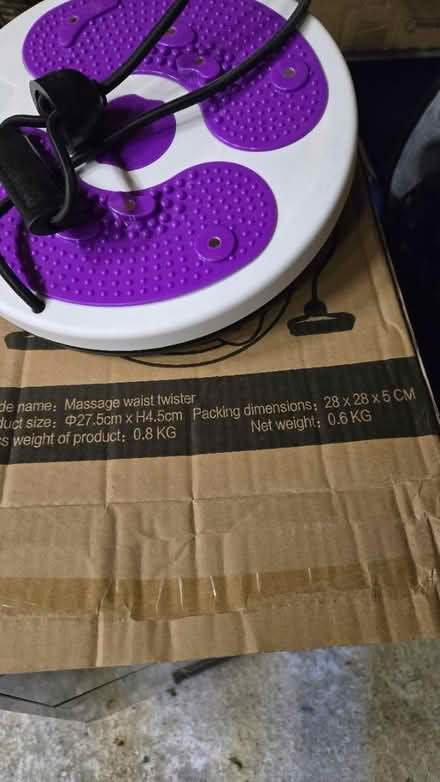 de name: Massage waist twister
duct size: Φ27.5cm x H4.5cm Packing dimensions: 28 x 28 x 5 CM
ss weight of product: 0.8 KG Net weight: 0.6 KG